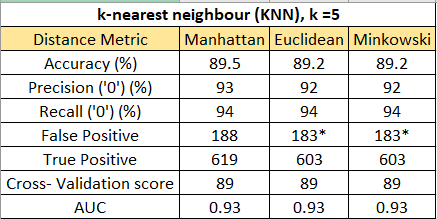 k-nearest neighbour (KNN), k =5
Distance Metric Manhattan Euclidean Minkowski
Accuracy (%) 89.5 89.2 89.2
Precision ('0') (%) 93 92 92
Recall ('0') (%) 94 94 94
False Positive 188 183* 183*
True Positive 619 603 603
Cross- Validation score 89 89 89
AUC 0.93 0.93 0.93